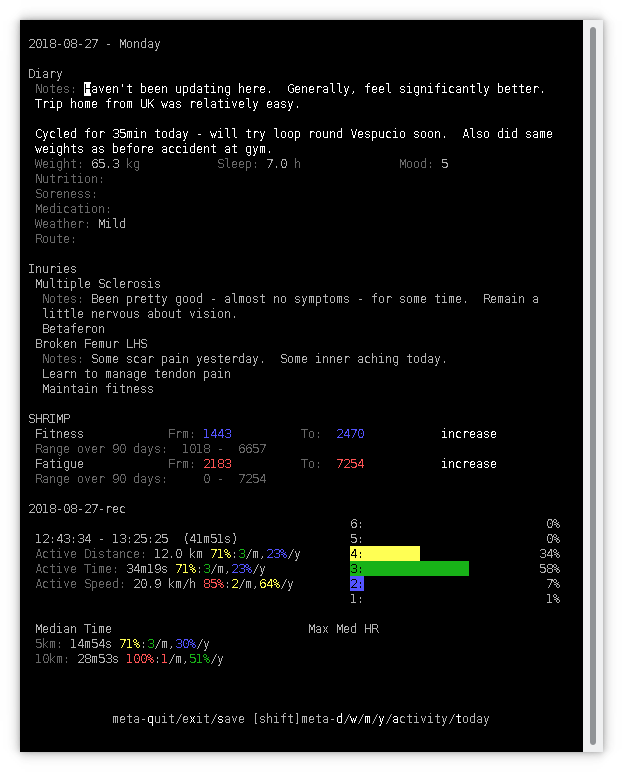 2018-08-27 - Monday
Diary
Notes: Haven't been updating here.  Generally, feel significantly better.
Trip home from UK was relatively easy.
Cycled for 35min today - will try loop round Vespucio soon.  Also did same
weights as before accident at gym.
Weight: 65.3 kg Sleep: 7.0 h Mood: 5
Nutrition:
Soreness:
Medication:
Weather: Mild
Route:
Inuries
Multiple Sclerosis
Notes: Been pretty good - almost no symptoms - for some time.  Remain a
little nervous about vision.
Betaferon
Broken Femur LHS
Notes: Some scar pain yesterday.  Some inner aching today.
Learn to manage tendon pain
Maintain fitness
SHRIMP
Fitness Frm: 1443 To: 2470 increase
Range over 90 days: 1018 - 6657
Fatigue Frm: 2183 To: 7254 increase
Range over 90 days: 0 - 7254
2018-08-27-rec
6: 0%
12:43:34 - 13:25:25 (41m51s) 5: 0%
Active Distance: 12.0 km 71%:3/m,23%/y 4: 34%
Active Time: 34m19s 71%:3/m,23%/y 3: 58%
Active Speed: 20.9 km/h 85%:2/m,64%/y 2: 7%
1: 1%
Median Time Max Med HR
5km: 14m54s 71%:3/m,30%/y
10km: 28m53s 100%:1/m,51%/y
meta-quit/exit/save [shift]meta-d/w/m/y/activity/today